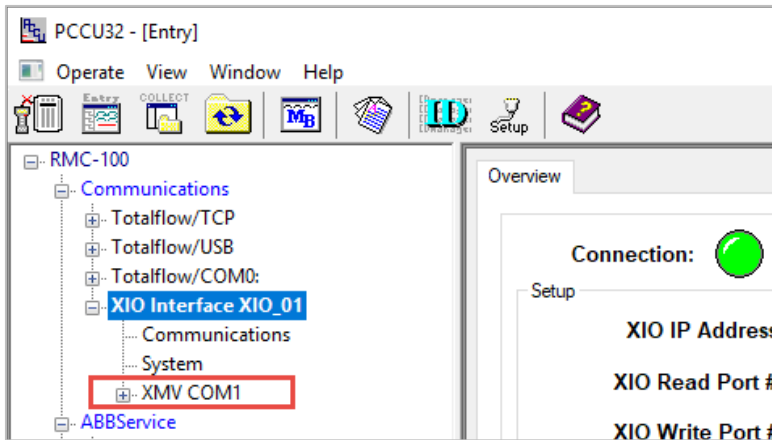 PCCU32 - [Entry]
Operate View Window Help
Entry COLLECT
MB Setup
RMC-100
Communications
Totalflow/TCP
Totalflow/USB
Totalflow/COM0:
XIO Interface XIO_01
Communications
System
XMV COM1
ABBService
Overview
Connection:
Setup
XIO IP Address
XIO Read Port #
XIO Write Port #